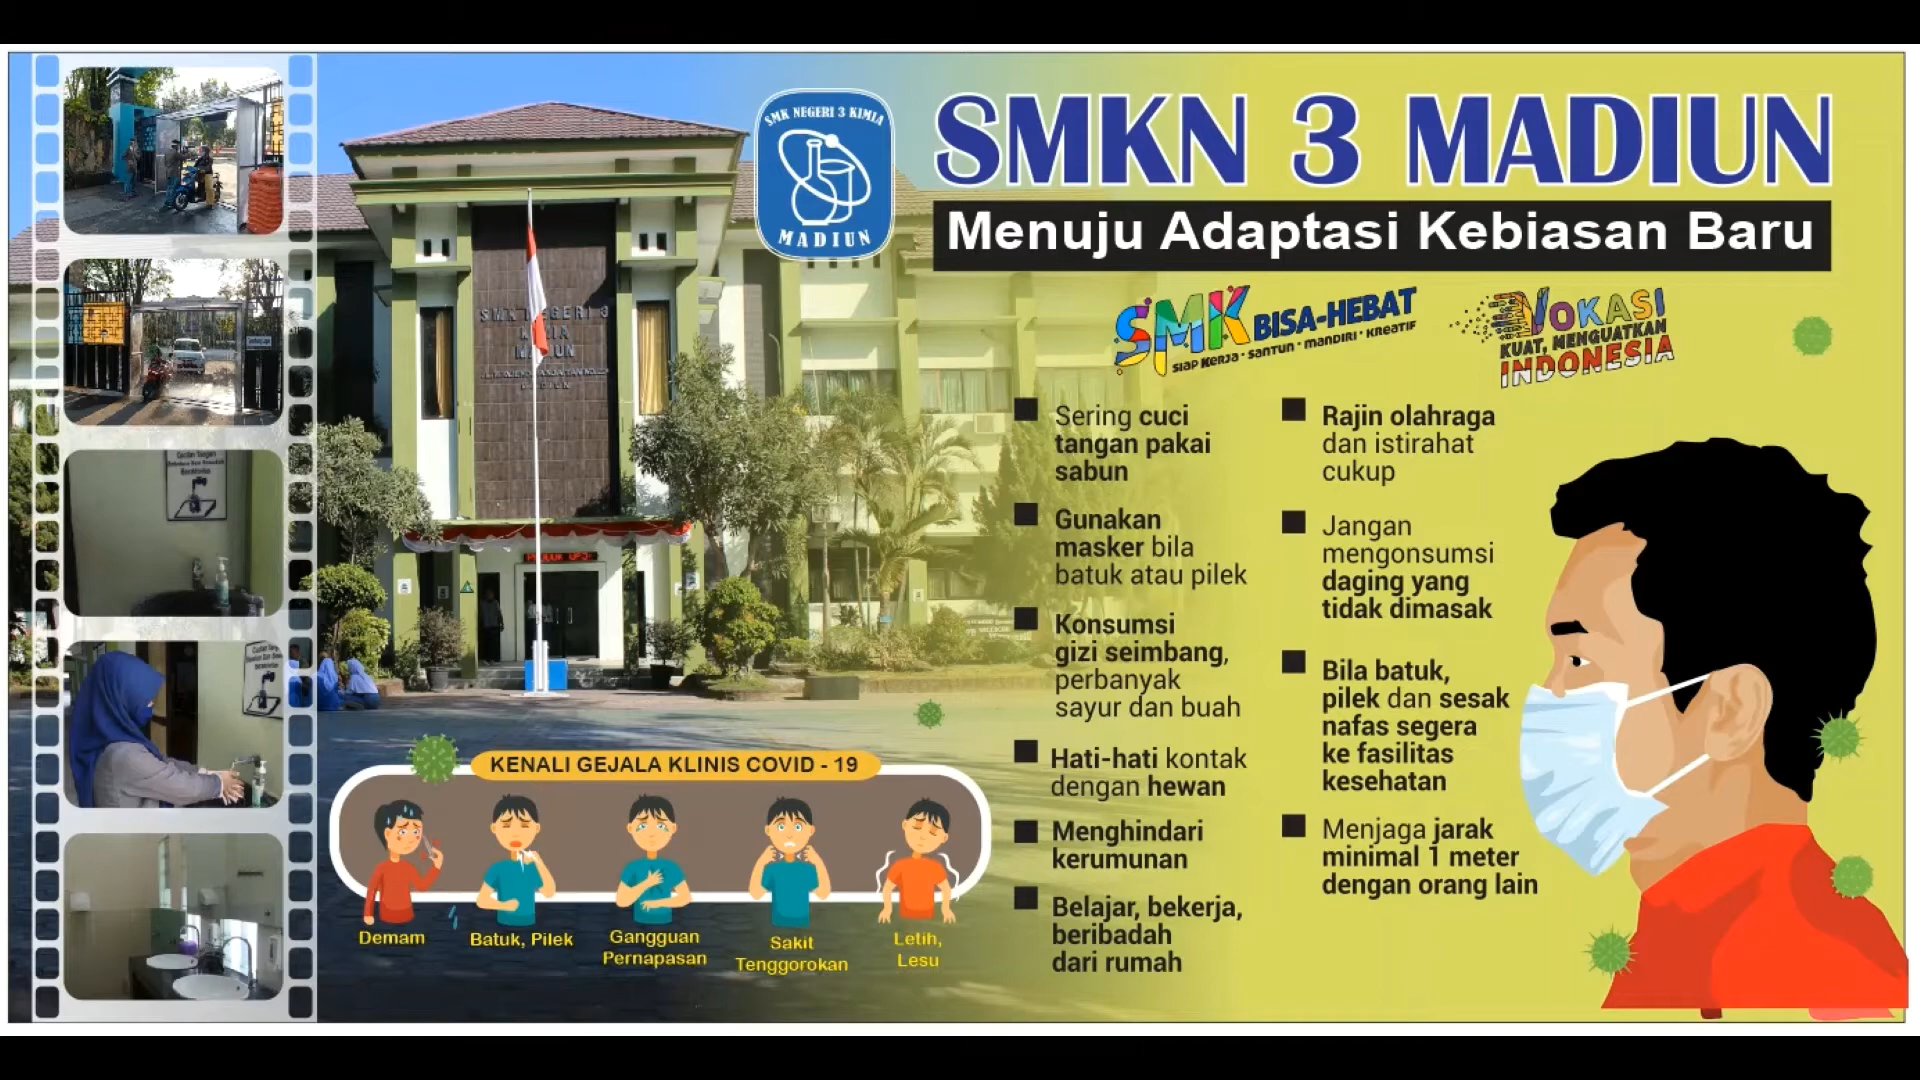 SMK NEGERI 3 KIMIA
MADIUN
SMKN 3 MADIUN
Menuju Adaptasi Kebiasan Baru
SMK BISA-HEBAT
SIAP KERJA · SANTUN · MANDIRI · KREATIF
VOKASI
KUAT, MENGUATKAN
INDONESIA
SMK NEGERI 3
KIMIA
MADIUN
Sering cuci
tangan pakai
sabun
Gunakan
masker bila
batuk atau pilek
Konsumsi
gizi seimbang,
perbanyak
sayur dan buah
Hati-hati kontak
dengan hewan
Menghindari
kerumunan
Belajar, bekerja,
beribadah
dari rumah
Rajin olahraga
dan istirahat
cukup
Jangan
mengonsumsi
daging yang
tidak dimasak
Bila batuk,
pilek dan sesak
nafas segera
ke fasilitas
kesehatan
Menjaga jarak
minimal 1 meter
dengan orang lain
KENALI GEJALA KLINIS COVID - 19
Demam
Batuk, Pilek
Gangguan
Pernapasan
Sakit
Tenggorokan
Letih,
Lesu